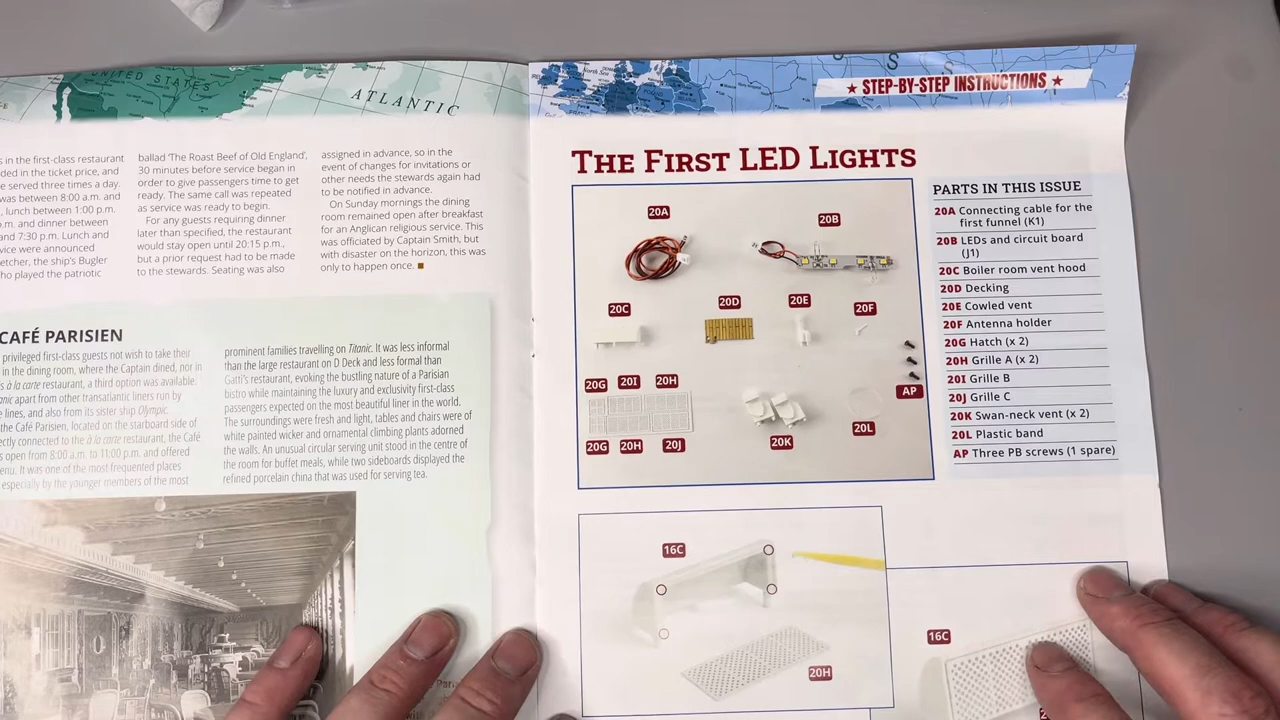 UNITED STATES
ATLANTIC
North Sea
STEP-BY-STEP INSTRUCTIONS
s in the first-class restaurant
ded in the ticket price, and
e served three times a day.
was between 8:00 a.m. and
, lunch between 1:00 p.m.
p.m. and dinner between
and 7:30 p.m. Lunch and
vice were announced
etcher, the ship's Bugler
ho played the patriotic
ballad 'The Roast Beef of Old England',
30 minutes before service began in
order to give passengers time to get
ready. The same call was repeated
as service was ready to begin.
For any guests requiring dinner
later than specified, the restaurant
would stay open until 20:15 p.m.,
but a prior request had to be made
to the stewards. Seating was also
assigned in advance, so in the
event of changes for invitations or
other needs the stewards again had
to be notified in advance.
On Sunday mornings the dining
room remained open after breakfast
for an Anglican religious service. This
was officiated by Captain Smith, but
with disaster on the horizon, this was
only to happen once.
CAFÉ PARISIEN
privileged first-class guests not wish to take their
in the dining room, where the Captain dined, nor in
s à la carte restaurant, a third option was available.
anic apart from other transatlantic liners run by
e lines, and also from its sister ship Olympic.
the Café Parisien, located on the starboard side of
ectly connected to the à la carte restaurant, the Café
s open from 8:00 a.m. to 11:00 p.m. and offered
enu. It was one of the most frequented places
especially by the younger members of the most
prominent families travelling on Titanic. It was less informal
than the large restaurant on D Deck and less formal than
Gatti's restaurant, evoking the bustling nature of a Parisian
bistro while maintaining the luxury and exclusivity first-class
passengers expected on the most beautiful liner in the world.
The surroundings were fresh and light, tables and chairs were of
white painted wicker and ornamental climbing plants adorned
the walls. An unusual circular serving unit stood in the centre of
the room for buffet meals, while two sideboards displayed the
refined porcelain china that was used for serving tea.
THE FIRST LED LIGHTS
20A
20B
20C
20D
20E
20F
20G
20I
20H
AP
20G
20H
20J
20K
20L
PARTS IN THIS ISSUE
20A Connecting cable for the
first funnel (K1)
20B LEDs and circuit board
(J1)
20C Boiler room vent hood
20D Decking
20E Cowled vent
20F Antenna holder
20G Hatch (x 2)
20H Grille A (x 2)
20I Grille B
20J Grille C
20K Swan-neck vent (x 2)
20L Plastic band
AP Three PB screws (1 spare)
16C
20H
16C